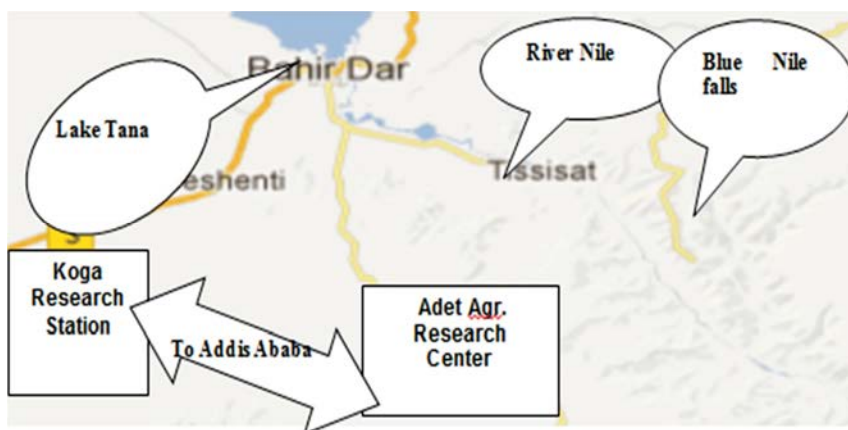 River Nile
Blue Nile
falls
Bahir Dar
Lake Tana
Tissisat
eshenti
3
Koga
Research
Station
Adet Agr.
Research
Center
To Addis Ababa